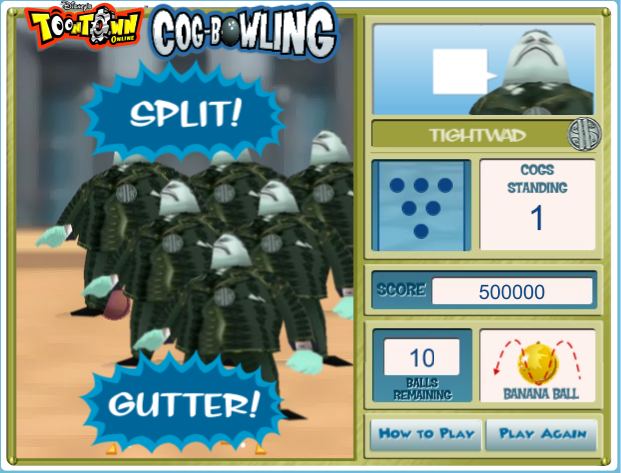 Disney's
TOONTOWN
ONLINE
COG-BOWLING
SPLIT!
GUTTER!
TIGHTWAD
COGS
STANDING
1
SCORE 500000
10
BALLS
REMAINING
BANANA BALL
HOW TO PLAY PLAY AGAIN